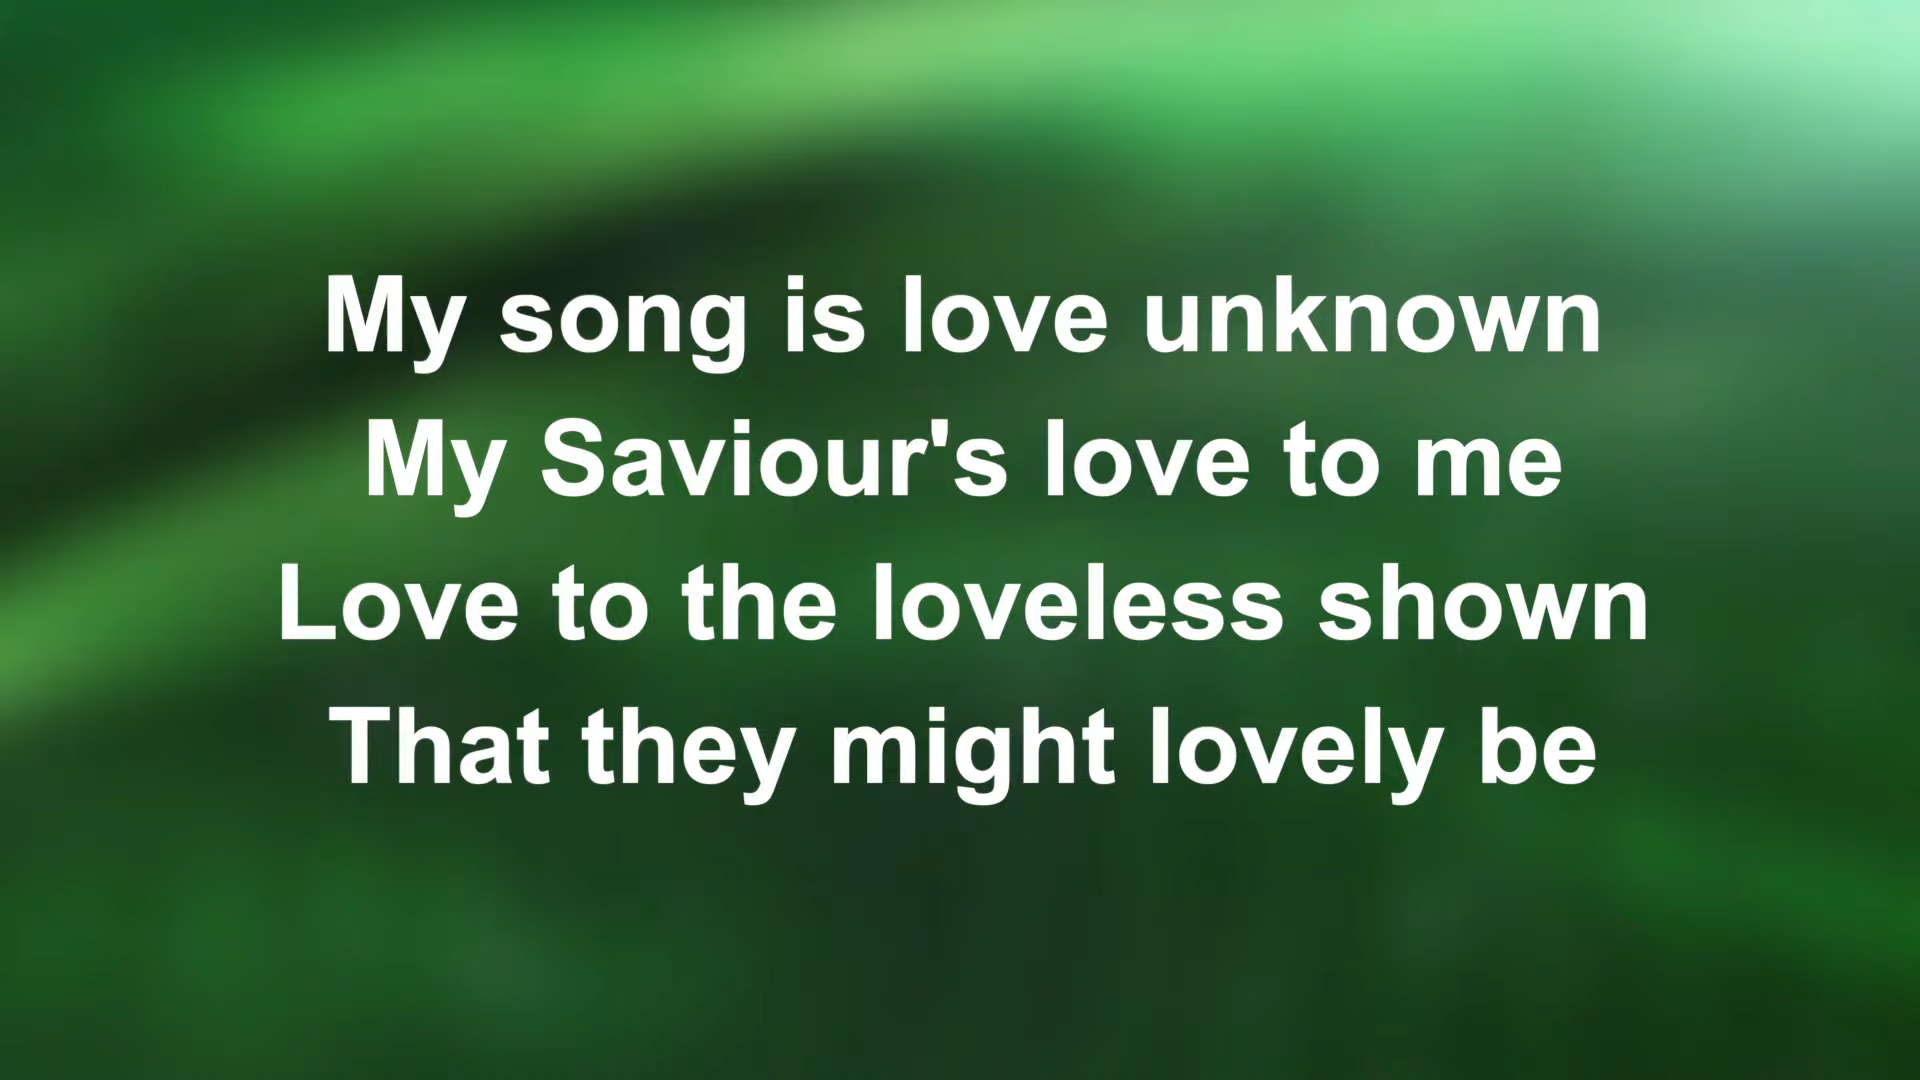 My song is love unknown
My Saviour's love to me
Love to the loveless shown
That they might lovely be